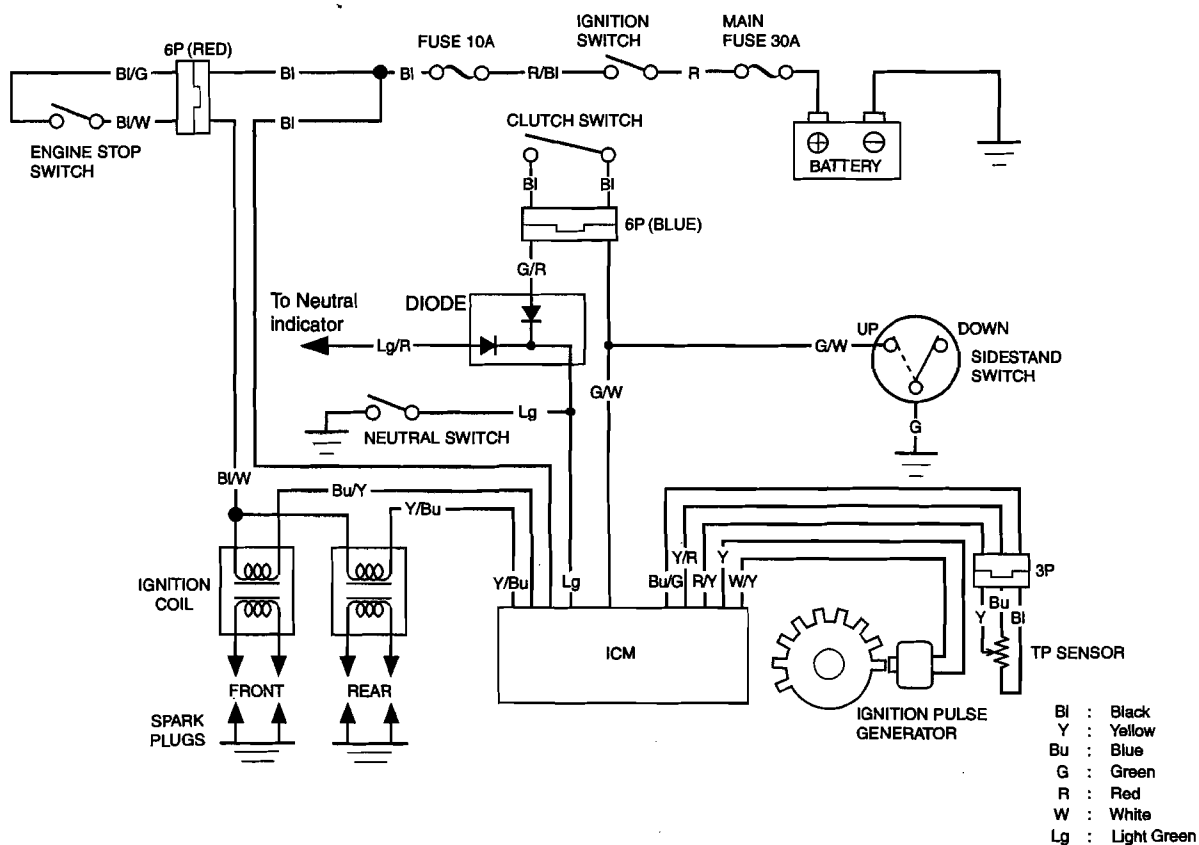 6P (RED)
FUSE 10A
IGNITION
SWITCH
MAIN
FUSE 30A
Bl/G
Bl
Bl
R/Bl
R
Bl/W
Bl
ENGINE STOP
SWITCH
CLUTCH SWITCH
BATTERY
Bl
Bl
6P (BLUE)
G/R
To Neutral
indicator
DIODE
Lg/R
G/W
UP
DOWN
SIDESTAND
SWITCH
G/W
Lg
NEUTRAL SWITCH
G
Bl/W
Bu/Y
Y/Bu
IGNITION
COIL
Y/Bu
Lg
Y/R
Y
Bu/G
R/Y
W/Y
3P
Y
Bu
Bl
ICM
TP SENSOR
FRONT
REAR
SPARK
PLUGS
IGNITION PULSE
GENERATOR
Bl : Black
Y : Yellow
Bu : Blue
G : Green
R : Red
W : White
Lg : Light Green